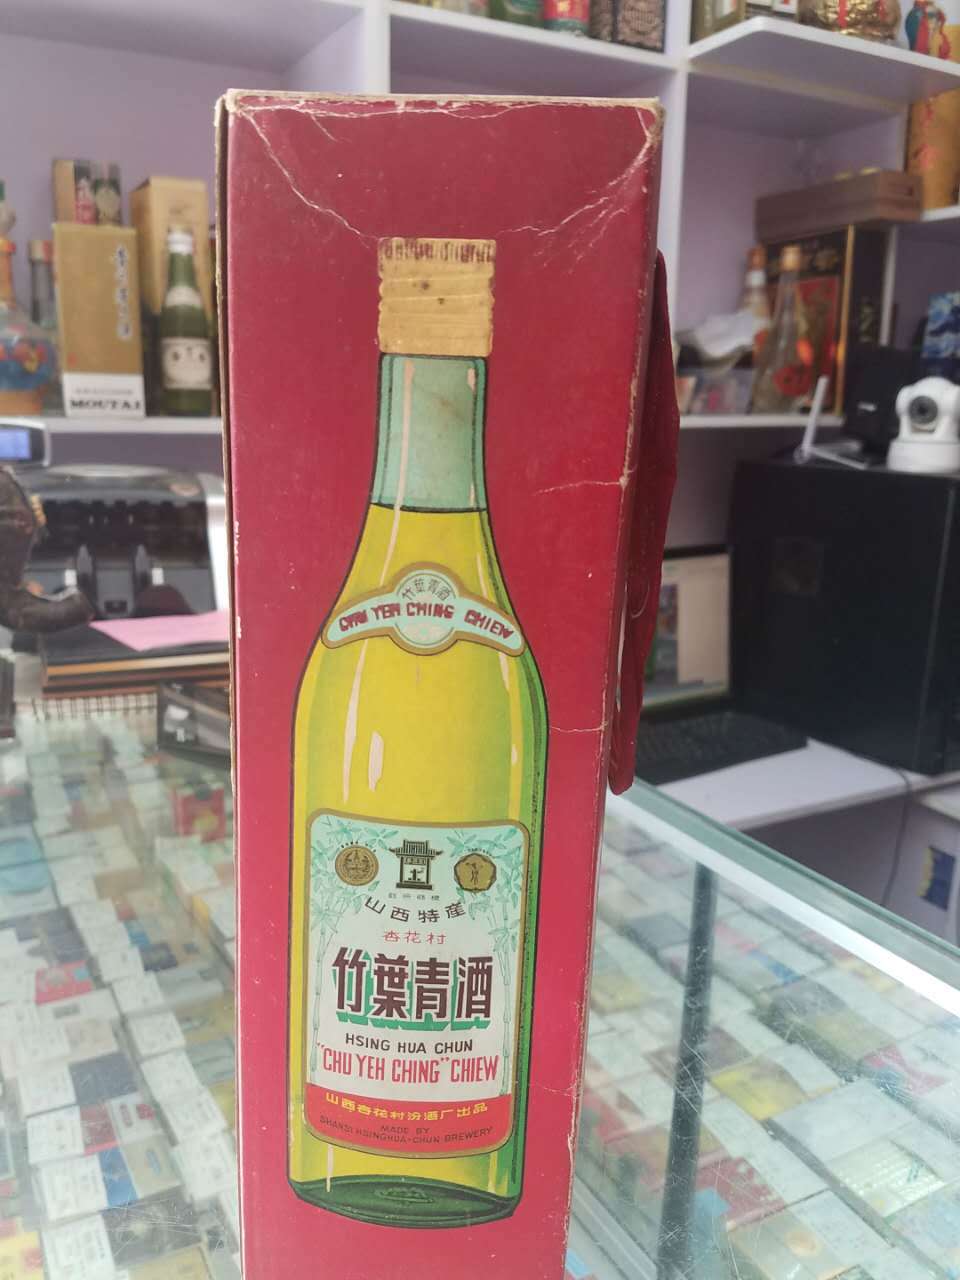 竹葉青酒
CHU YEH CHING CHIEW
山西特產
杏花村
竹葉青酒
HSING HUA CHUN
"CHU YEH CHING" CHIEW
山西杏花村汾酒厂出品
MADE BY
SHANSI HSINGHUA-CHUN BREWERY
MOUTAI